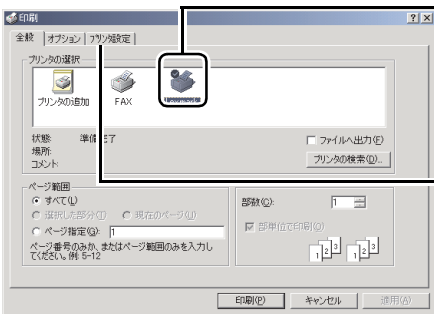 印刷
全般 オプション プリンタ設定
プリンタの選択
プリンタの追加 FAX
状態: 準備完了
場所:
コメント:
ファイルへ出力(F)
プリンタの検索(D)...
ページ範囲
すべて(L)
選択した部分(T) 現在のページ(U)
ページ指定(G): 1
ページ番号のみか、またはページ範囲のみを入力し
てください。例: 5-12
部数(C): 1
部単位で印刷(O)
1 1 2 2 3 3
印刷(P) キャンセル 適用(A)